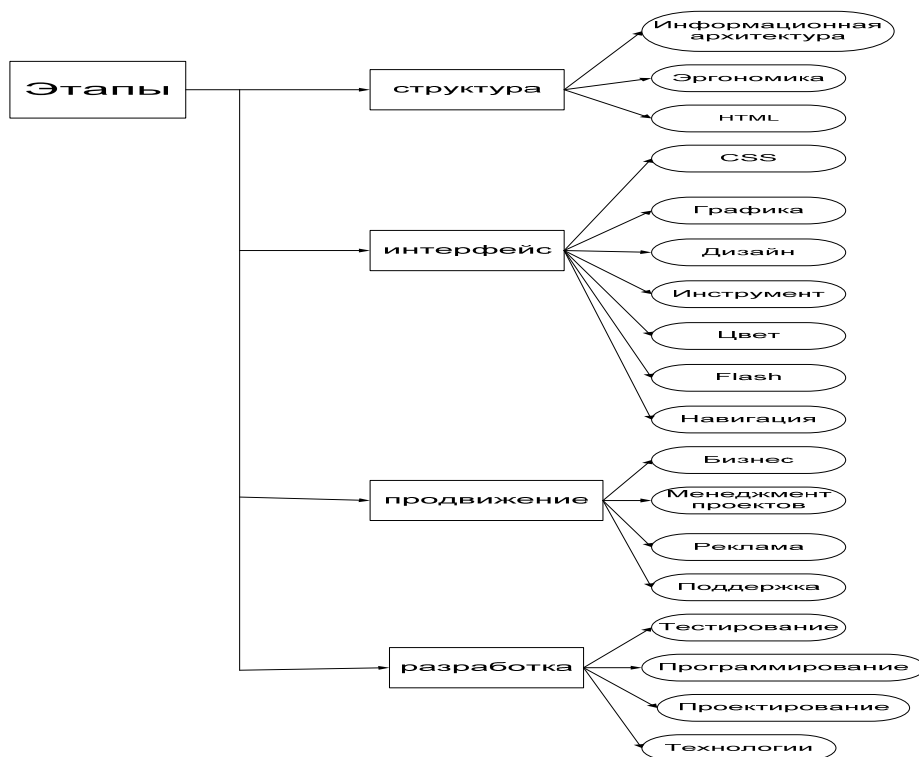 Этапы
структура
Информационная
архитектура
Эргономика
HTML
интерфейс
CSS
Графика
Дизайн
Инструмент
Цвет
Flash
Навигация
продвижение
Бизнес
Менеджмент
проектов
Реклама
Поддержка
разработка
Тестирование
Программирование
Проектирование
Технологии